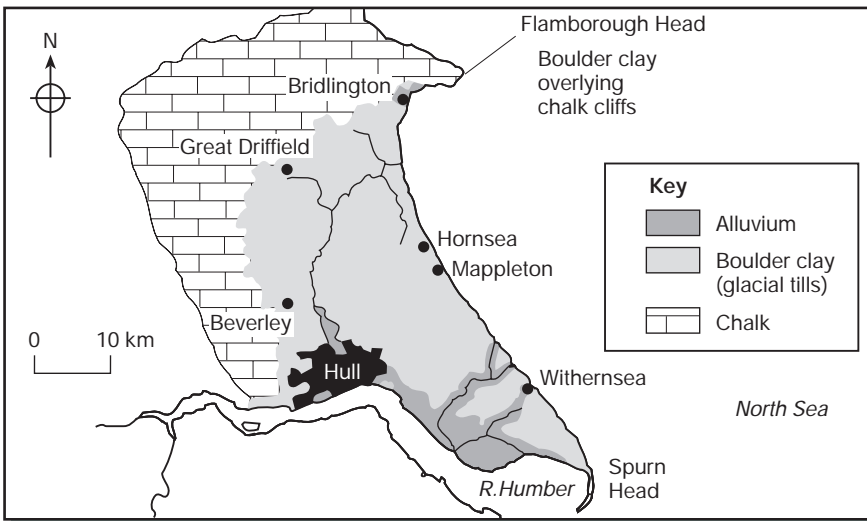 Flamborough Head
N
Boulder clay
overlying
chalk cliffs
Bridlington
Great Driffield
Key
Alluvium
Boulder clay
(glacial tills)
Chalk
Hornsea
Mappleton
Beverley
0 10 km
Hull
Withernsea
North Sea
Spurn
Head
R.Humber